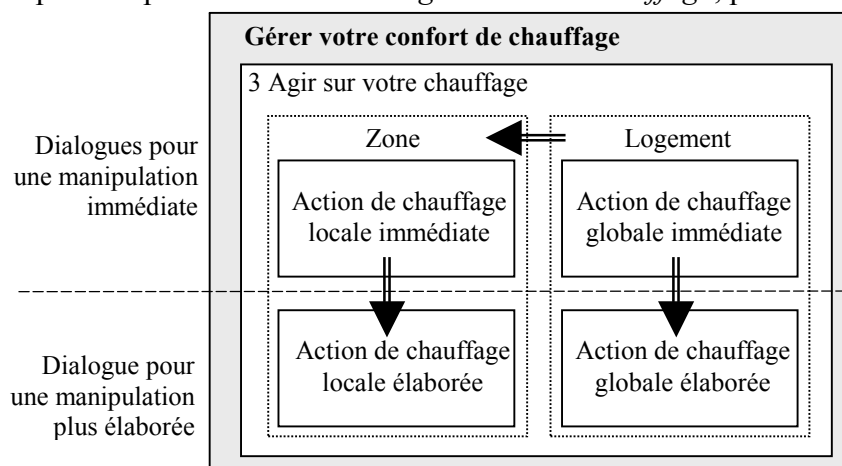 Gérer votre confort de chauffage
3 Agir sur votre chauffage
Dialogues pour
une manipulation
immédiate
Zone
Logement
Action de chauffage
locale immédiate
Action de chauffage
globale immédiate
Dialogue pour
une manipulation
plus élaborée
Action de chauffage
locale élaborée
Action de chauffage
globale élaborée